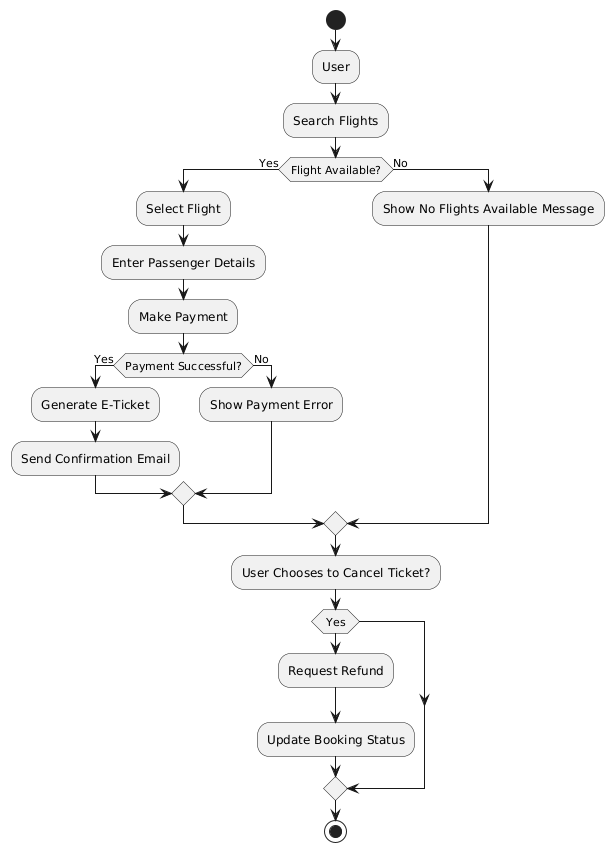 User
Search Flights
Flight Available?
Yes
No
Select Flight
Show No Flights Available Message
Enter Passenger Details
Make Payment
Payment Successful?
Yes
No
Generate E-Ticket
Show Payment Error
Send Confirmation Email
User Chooses to Cancel Ticket?
Yes
Request Refund
Update Booking Status